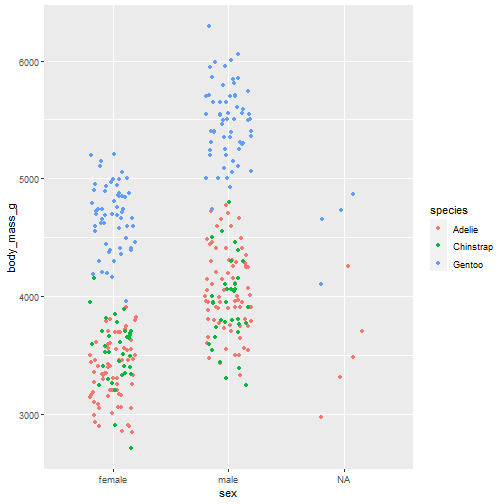 6000
5000
4000
3000
body_mass_g
female
male
NA
sex
species
Adelie
Chinstrap
Gentoo